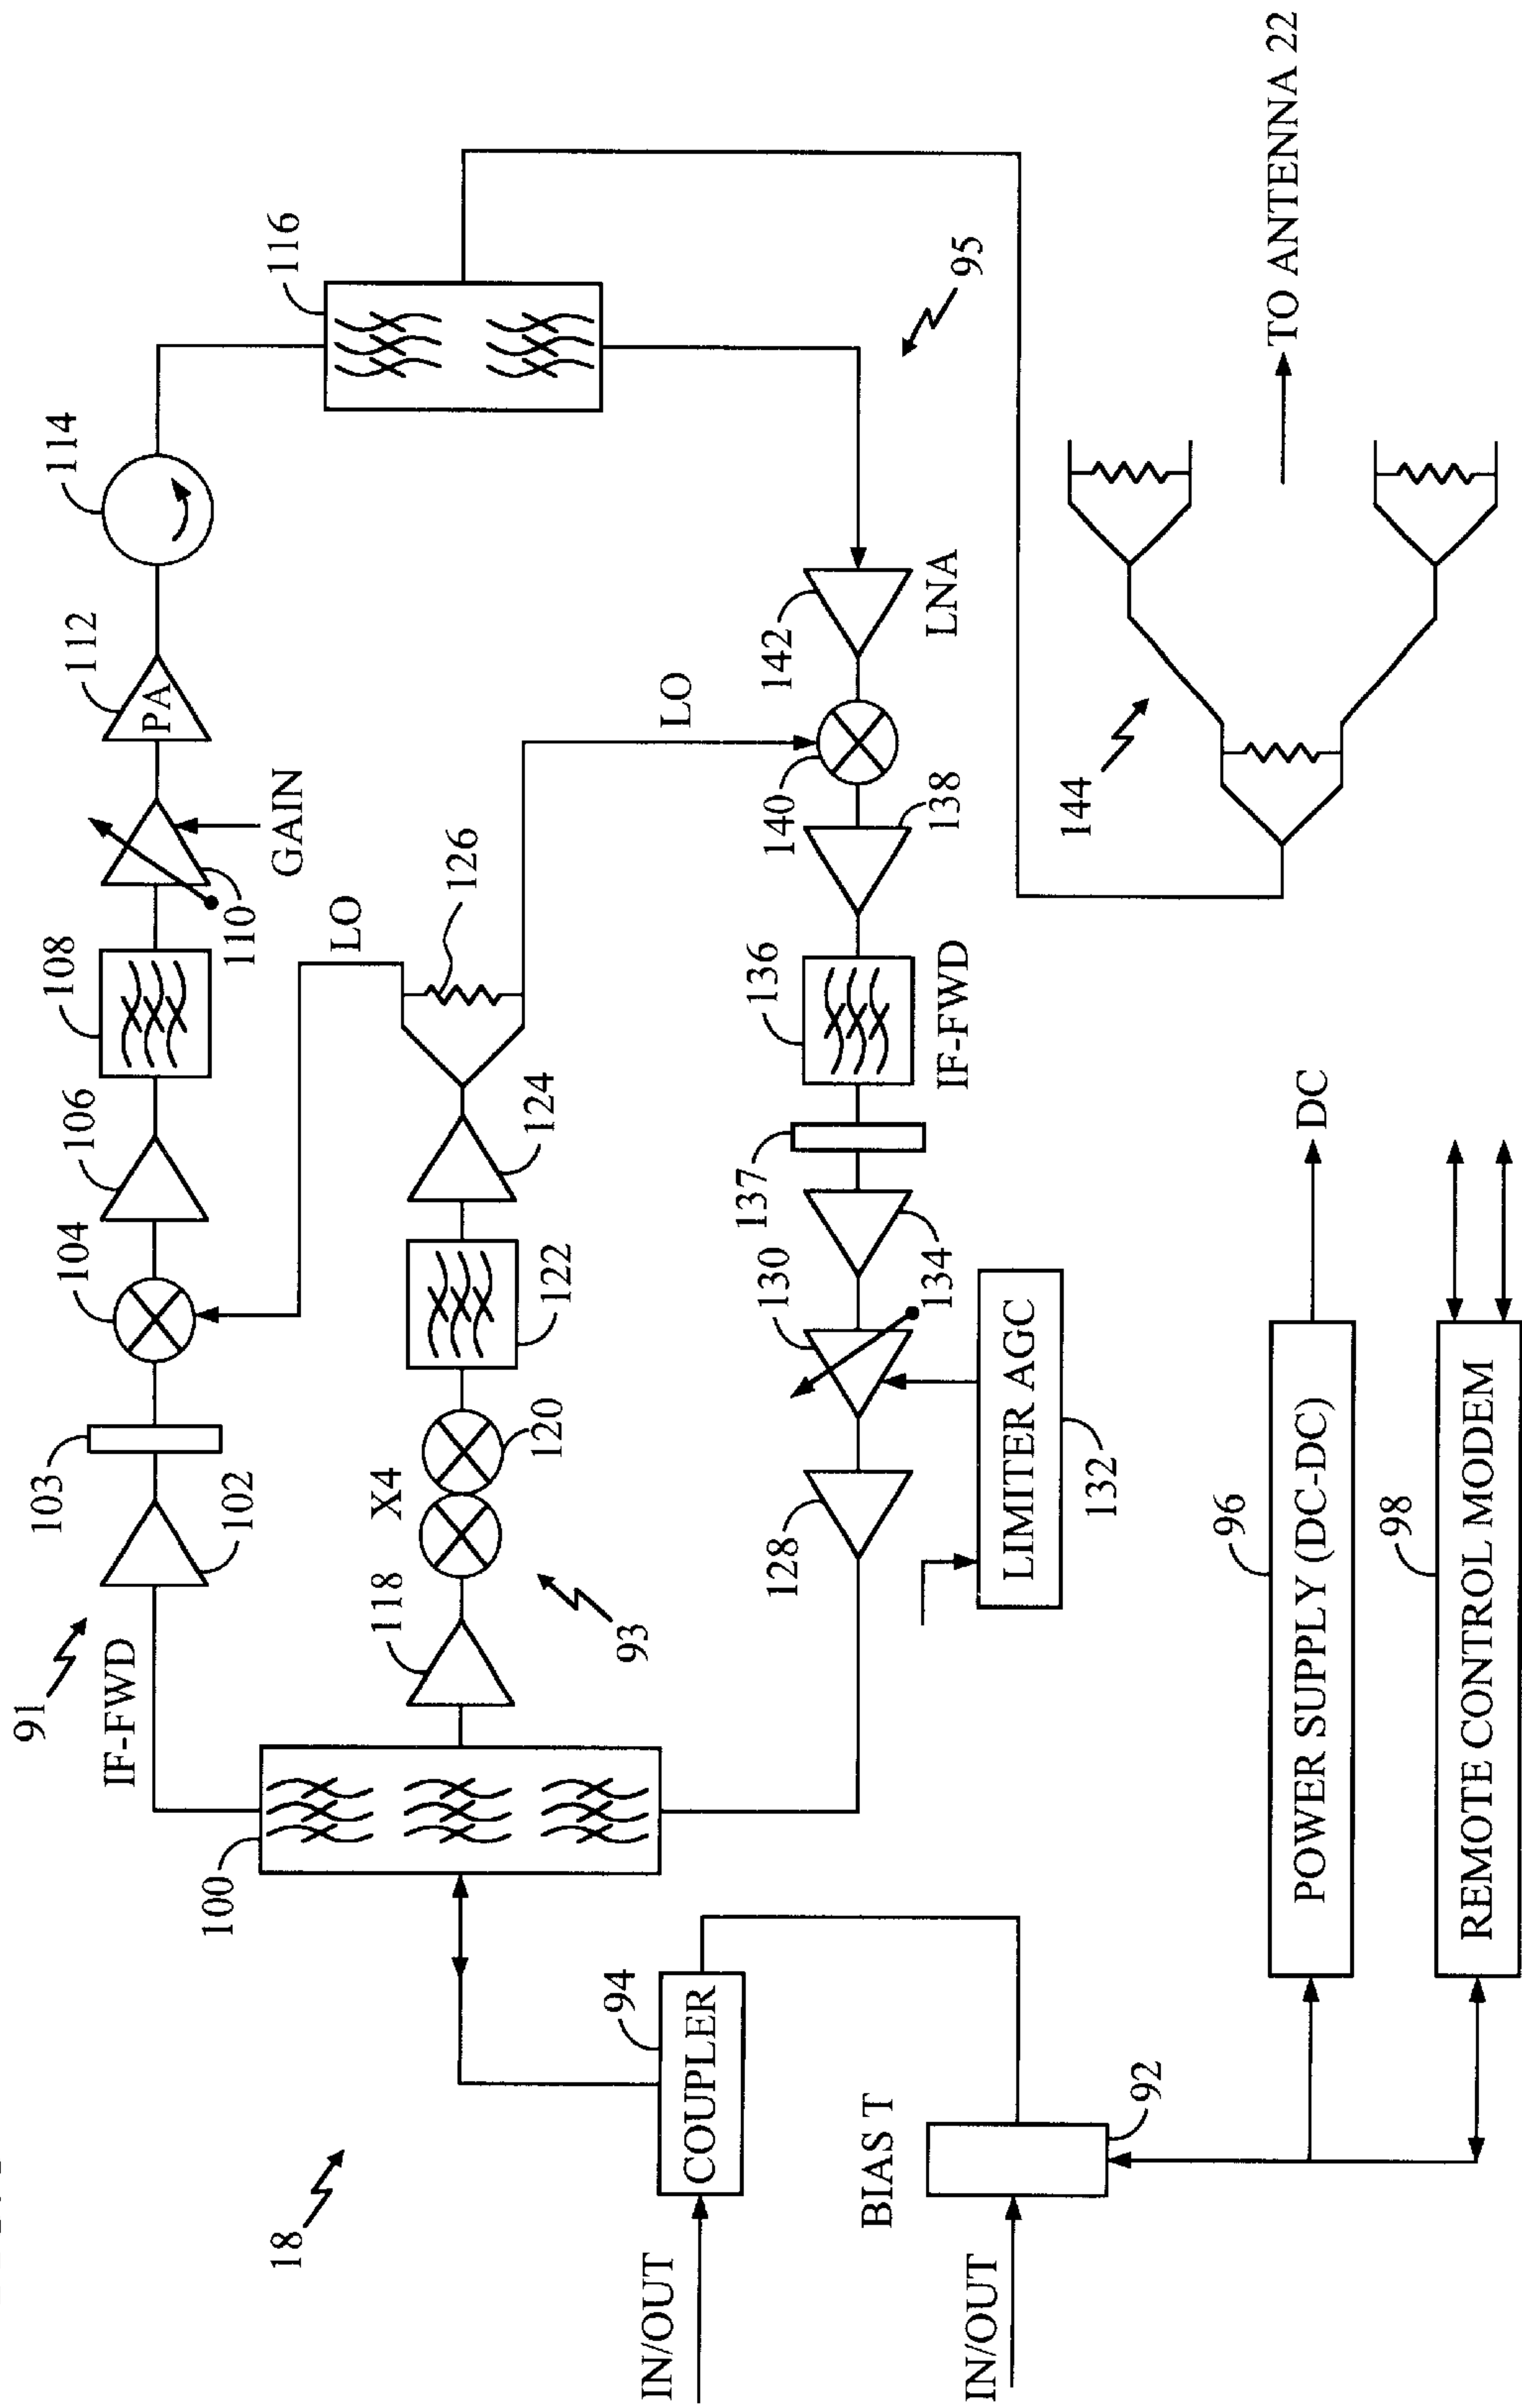 91
IF-FWD
103
102
104
106
108
110
GAIN
PA
112
114
116
100
118
X4
120
93
122
124
126
LO
LO
95
128
130
134
137
136
IF-FWD
138
140
142
LNA
LIMITER AGC
132
18
94
COUPLER
IN/OUT
BIAS T
92
IN/OUT
96
POWER SUPPLY (DC-DC)
DC
98
REMOTE CONTROL MODEM
144
TO ANTENNA 22